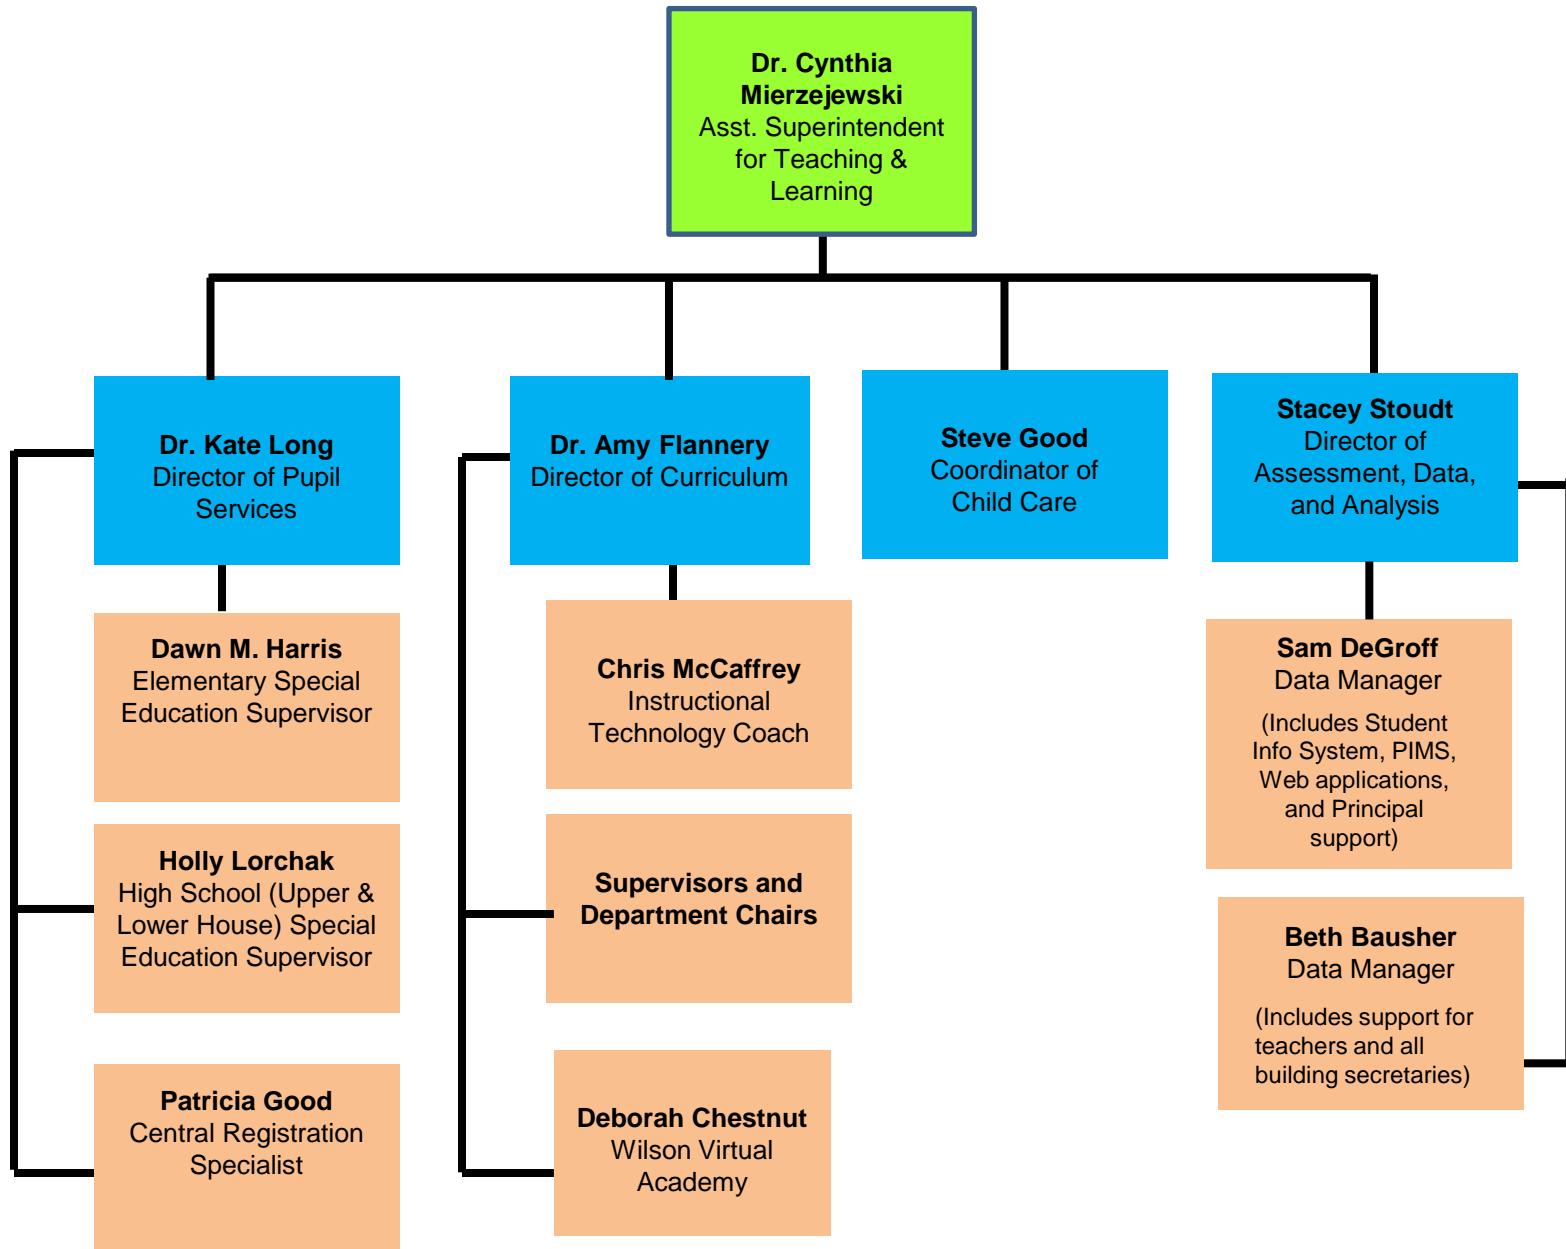 Dr. Cynthia
Mierzejewski
Asst. Superintendent
for Teaching &
Learning
Dr. Kate Long
Director of Pupil
Services
Dr. Amy Flannery
Director of Curriculum
Steve Good
Coordinator of
Child Care
Stacey Stoudt
Director of
Assessment, Data,
and Analysis
Dawn M. Harris
Elementary Special
Education Supervisor
Holly Lorchak
High School (Upper &
Lower House) Special
Education Supervisor
Patricia Good
Central Registration
Specialist
Chris McCaffrey
Instructional
Technology Coach
Supervisors and
Department Chairs
Deborah Chestnut
Wilson Virtual
Academy
Sam DeGroff
Data Manager
(Includes Student
Info System, PIMS,
Web applications,
and Principal
support)
Beth Bausher
Data Manager
(Includes support for
teachers and all
building secretaries)